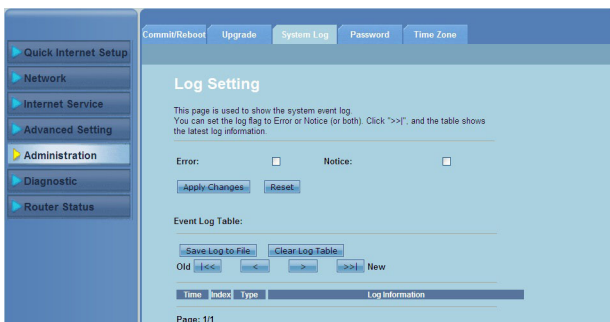 Commit/Reboot Upgrade System Log Password Time Zone
Quick Internet Setup
Network
Internet Service
Advanced Setting
Administration
Diagnostic
Router Status
Log Setting
This page is used to show the system event log.
You can set the log flag to Error or Notice (or both). Click ">>|", and the table shows
the latest log information.
Error: Notice:
Apply Changes Reset
Event Log Table:
Save Log to File Clear Log Table
Old |<< < > >>| New
Time Index Type Log Information
Page: 1/1